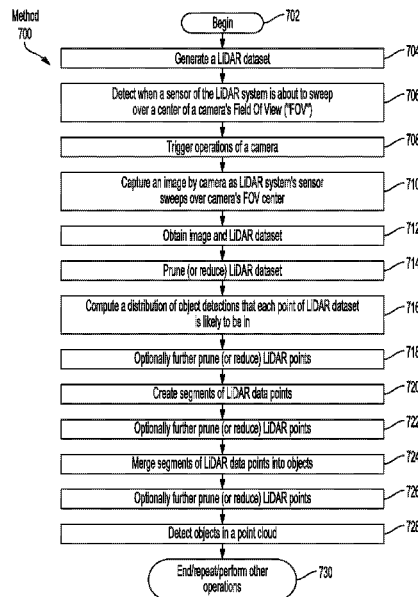 Method
700
Begin
702
Generate a LiDAR dataset
704
Detect when a sensor of the LiDAR system is about to sweep
over a center of a camera's Field Of View ("FOV")
706
Trigger operations of a camera
708
Capture an image by camera as LiDAR system's sensor
sweeps over camera's FOV center
710
Obtain image and LiDAR dataset
712
Prune (or reduce) LiDAR dataset
714
Compute a distribution of object detections that each point of LiDAR dataset
is likely to be in
716
Optionally further prune (or reduce) LiDAR points
718
Create segments of LiDAR data points
720
Optionally further prune (or reduce) LiDAR points
722
Merge segments of LiDAR data points into objects
724
Optionally further prune (or reduce) LiDAR points
726
Detect objects in a point cloud
728
End/repeat/perform other
operations
730